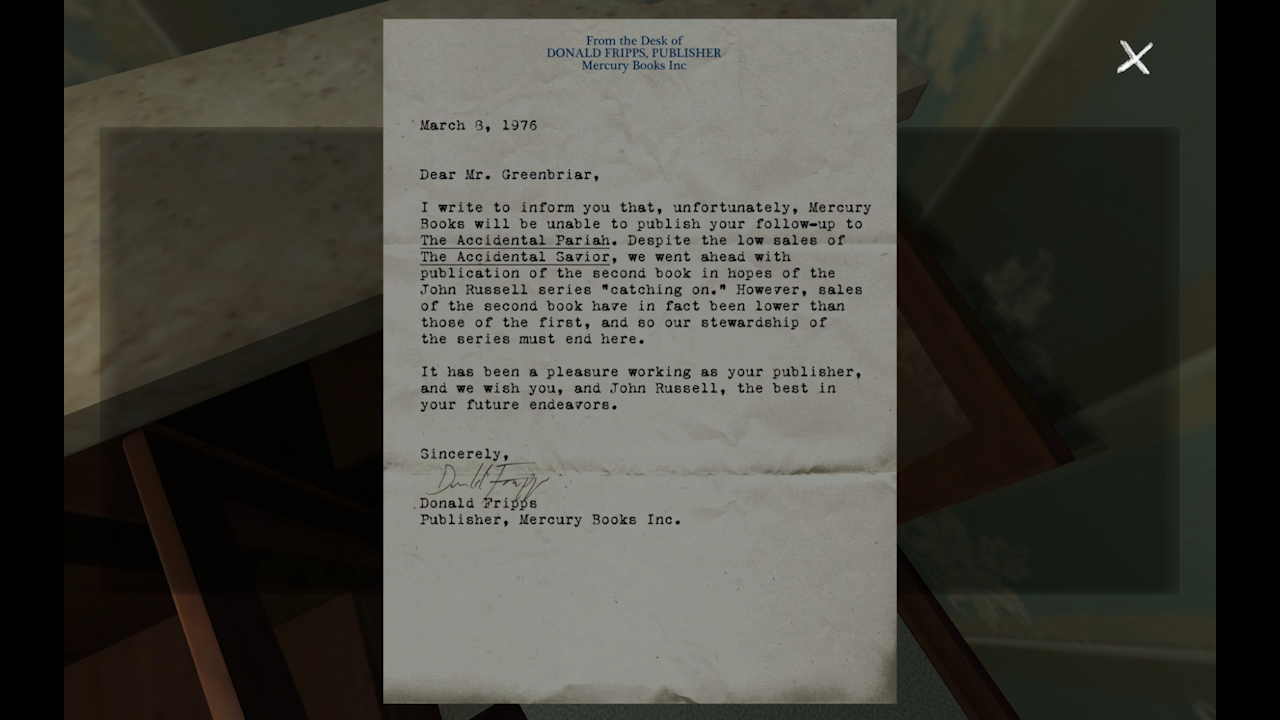 From the Desk of
DONALD FRIPPS, PUBLISHER
Mercury Books Inc
March 8, 1976
Dear Mr. Greenbriar,
I write to inform you that, unfortunately, Mercury
Books will be unable to publish your follow-up to
The Accidental Pariah. Despite the low sales of
The Accidental Savior, we went ahead with
publication of the second book in hopes of the
John Russell series "catching on." However, sales
of the second book have in fact been lower than
those of the first, and so our stewardship of
the series must end here.
It has been a pleasure working as your publisher,
and we wish you, and John Russell, the best in
your future endeavors.
Sincerely,
Donald Fripps
Donald Fripps
Publisher, Mercury Books Inc.